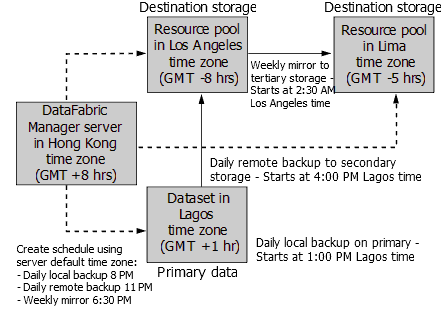 Destination storage
Destination storage
Resource pool
in Los Angeles
time zone
(GMT -8 hrs)
Weekly mirror to
tertiary storage -
Starts at 2:30 AM
Los Angeles time
Resource pool
in Lima
time zone
(GMT -5 hrs)
DataFabric
Manager server
in Hong Kong
time zone
(GMT +8 hrs)
Daily remote backup to secondary
storage - Starts at 4:00 PM Lagos time
Dataset in
Lagos
time zone
(GMT +1 hr)
Daily local backup on primary -
Starts at 1:00 PM Lagos time
Primary data
Create schedule using
server default time zone:
- Daily local backup 8 PM
- Daily remote backup 11 PM
- Weekly mirror 6:30 PM